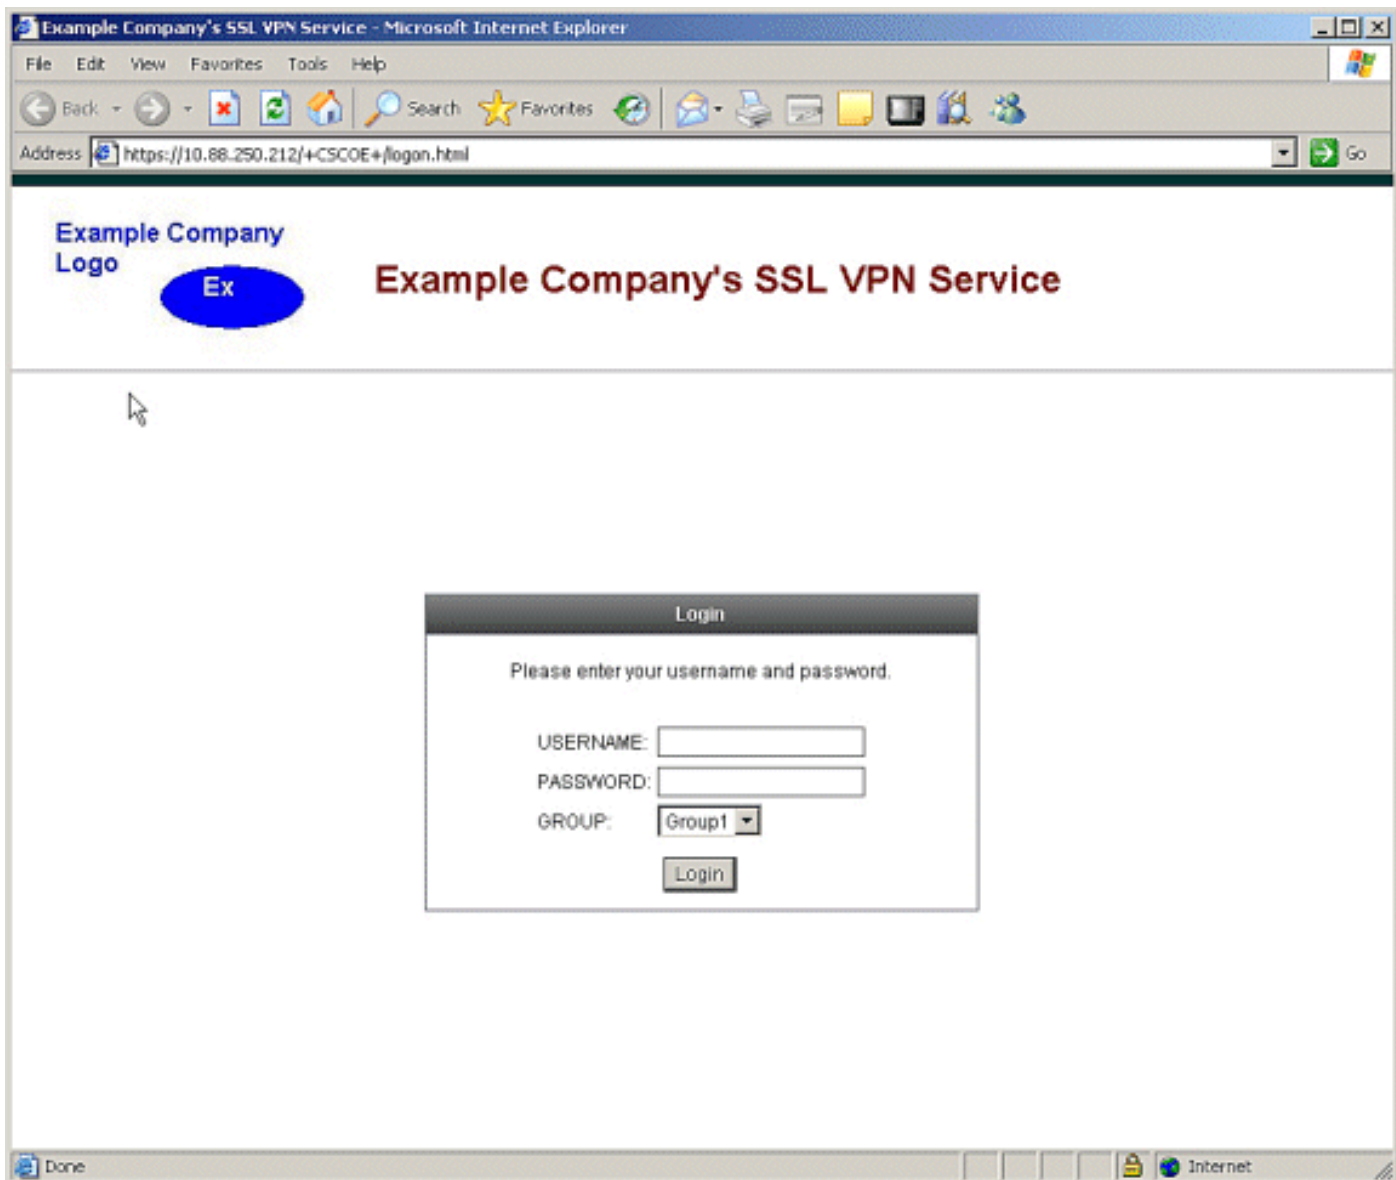 Example Company's SSL VPN Service - Microsoft Internet Explorer
File Edit View Favorites Tools Help
Back Search Favorites
Address https://10.88.250.212/+CSCOE+/logon.html Go
Example Company
Logo
Ex
Example Company's SSL VPN Service
Login
Please enter your username and password.
USERNAME:
PASSWORD:
GROUP: Group1
Login
Done Internet